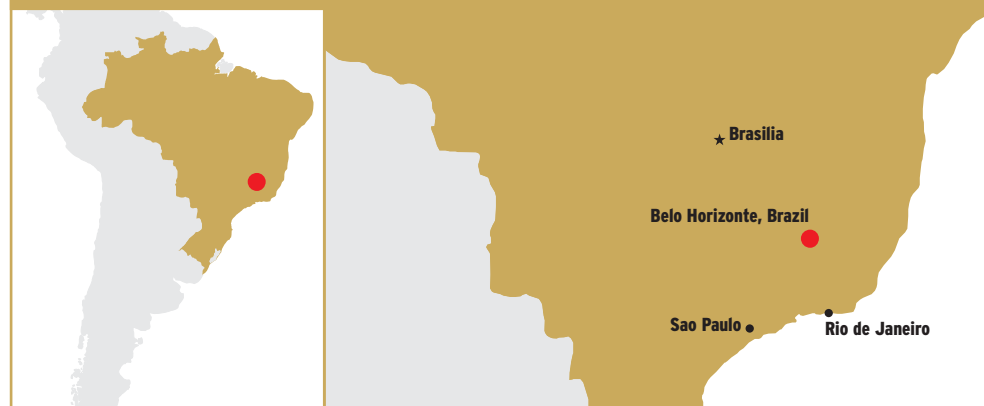 Brasilia
Belo Horizonte, Brazil
Sao Paulo
Rio de Janeiro